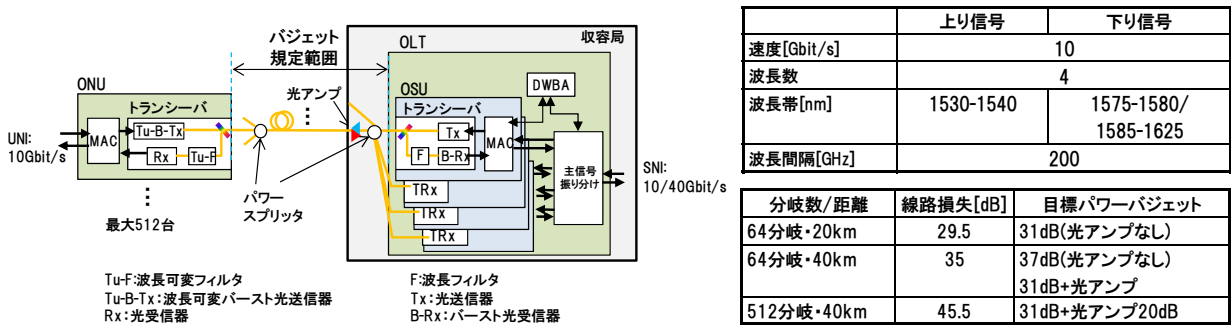 バジェット
規定範囲
OLT
収容局
ONU
光アンプ
OSU
DWBA
トランシーバ
トランシーバ
UNI:
10Gbit/s
MAC
Tu-B-Tx
Rx
Tu-F
Tx
F
B-Rx
MAC
主信号
振り分け
SNI:
10/40Gbit/s
TRx
TRx
TRx
パワー
スプリッタ
最大512台
Tu-F:波長可変フィルタ
Tu-B-Tx:波長可変バースト光送信器
Rx:光受信器
F:波長フィルタ
Tx:光送信器
B-Rx:バースト光受信器
上り信号 下り信号
速度[Gbit/s] 10
波長数 4
波長帯[nm] 1530-1540 1575-1580/
1585-1625
波長間隔[GHz] 200
分岐数/距離 線路損失[dB] 目標パワーバジェット
64分岐・20km 29.5 31dB(光アンプなし)
64分岐・40km 35 37dB(光アンプなし)
31dB+光アンプ
512分岐・40km 45.5 31dB+光アンプ20dB